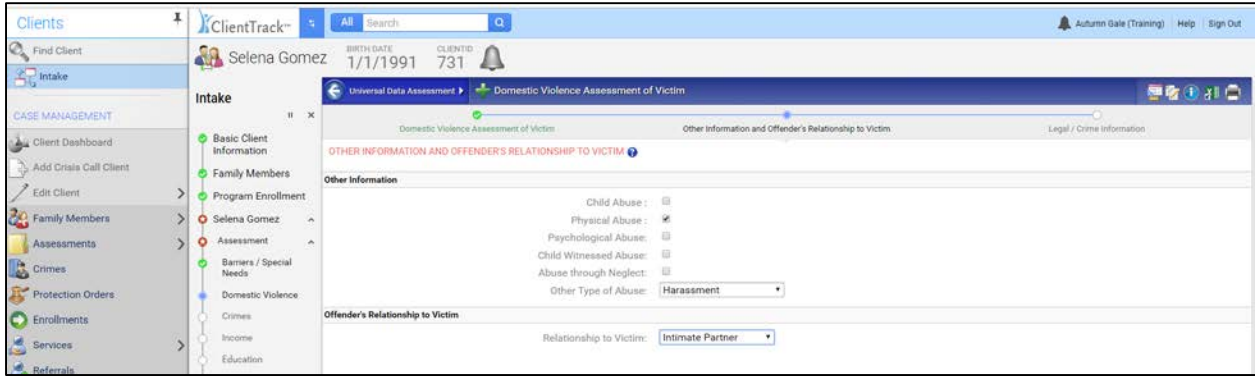 Clients
Find Client
Intake
CASE MANAGEMENT
Client Dashboard
Add Crisis Call Client
Edit Client
Family Members
Assessments
Crimes
Protection Orders
Enrollments
Services
Referrals
ClientTrack™
All Search
Autumn Gale (Training) Help Sign Out
Selena Gomez
BIRTH DATE
1/1/1991
CLIENTID
731
Intake
Basic Client
Information
Family Members
Program Enrollment
Selena Gomez
Assessment
Barriers / Special
Needs
Domestic Violence
Crimes
Income
Education
Universal Data Assessment
Domestic Violence Assessment of Victim
Domestic Violence Assessment of Victim
Other Information and Offender's Relationship to Victim
Legal / Crime Information
OTHER INFORMATION AND OFFENDER'S RELATIONSHIP TO VICTIM
Other Information
Child Abuse :
Physical Abuse :
Psychological Abuse:
Child Witnessed Abuse:
Abuse through Neglect:
Other Type of Abuse: Harassment
Offender's Relationship to Victim
Relationship to Victim: Intimate Partner